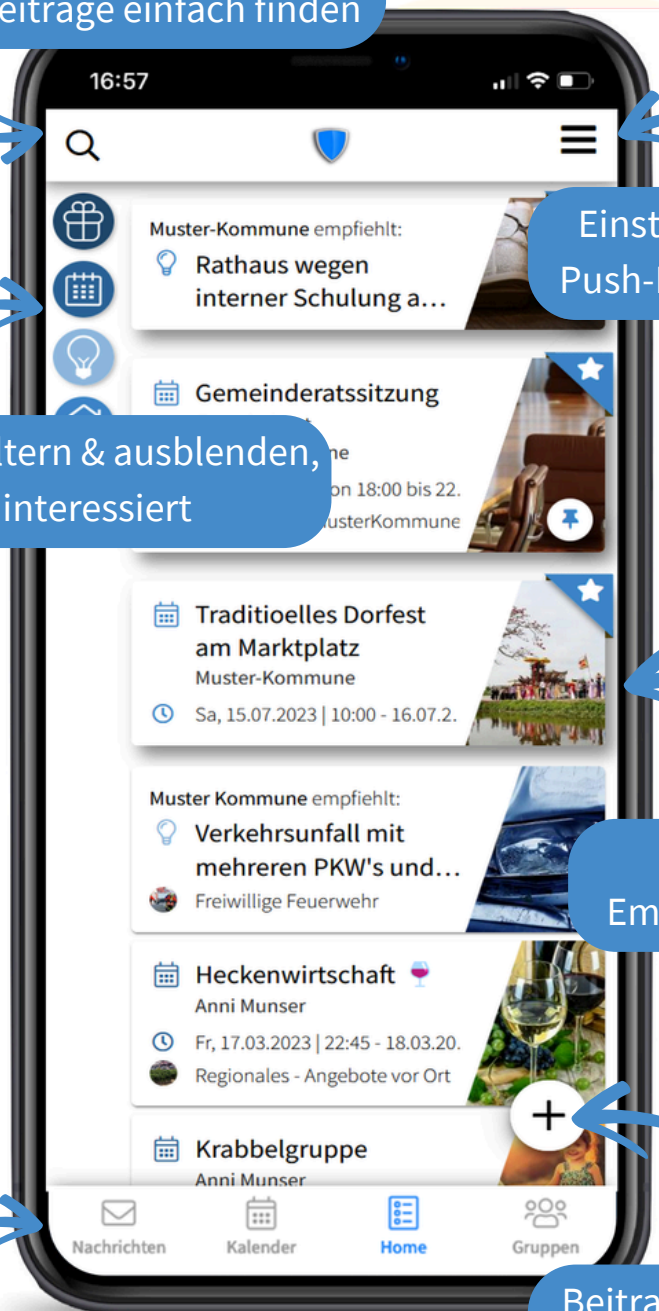 eiträge einfach finden
16:57
Einst
Push-
Muster-Kommune empfiehlt:
Rathaus wegen
interner Schulung a...
Gemeinderatssitzung
ltern & ausblenden,
interessiert
ne
on 18:00 bis 22.
usterKommune
Traditioelles Dorfest
am Marktplatz
Muster-Kommune
Sa, 15.07.2023 | 10:00 - 16.07.2.
Muster Kommune empfiehlt:
Verkehrsunfall mit
mehreren PKW's und...
Freiwillige Feuerwehr
Em
Heckenwirtschaft 🍷
Anni Munser
Fr, 17.03.2023 | 22:45 - 18.03.20.
Regionales - Angebote vor Ort
+
Krabbelgruppe
Anni Munser
Nachrichten
Kalender
Home
Gruppen
Beitra